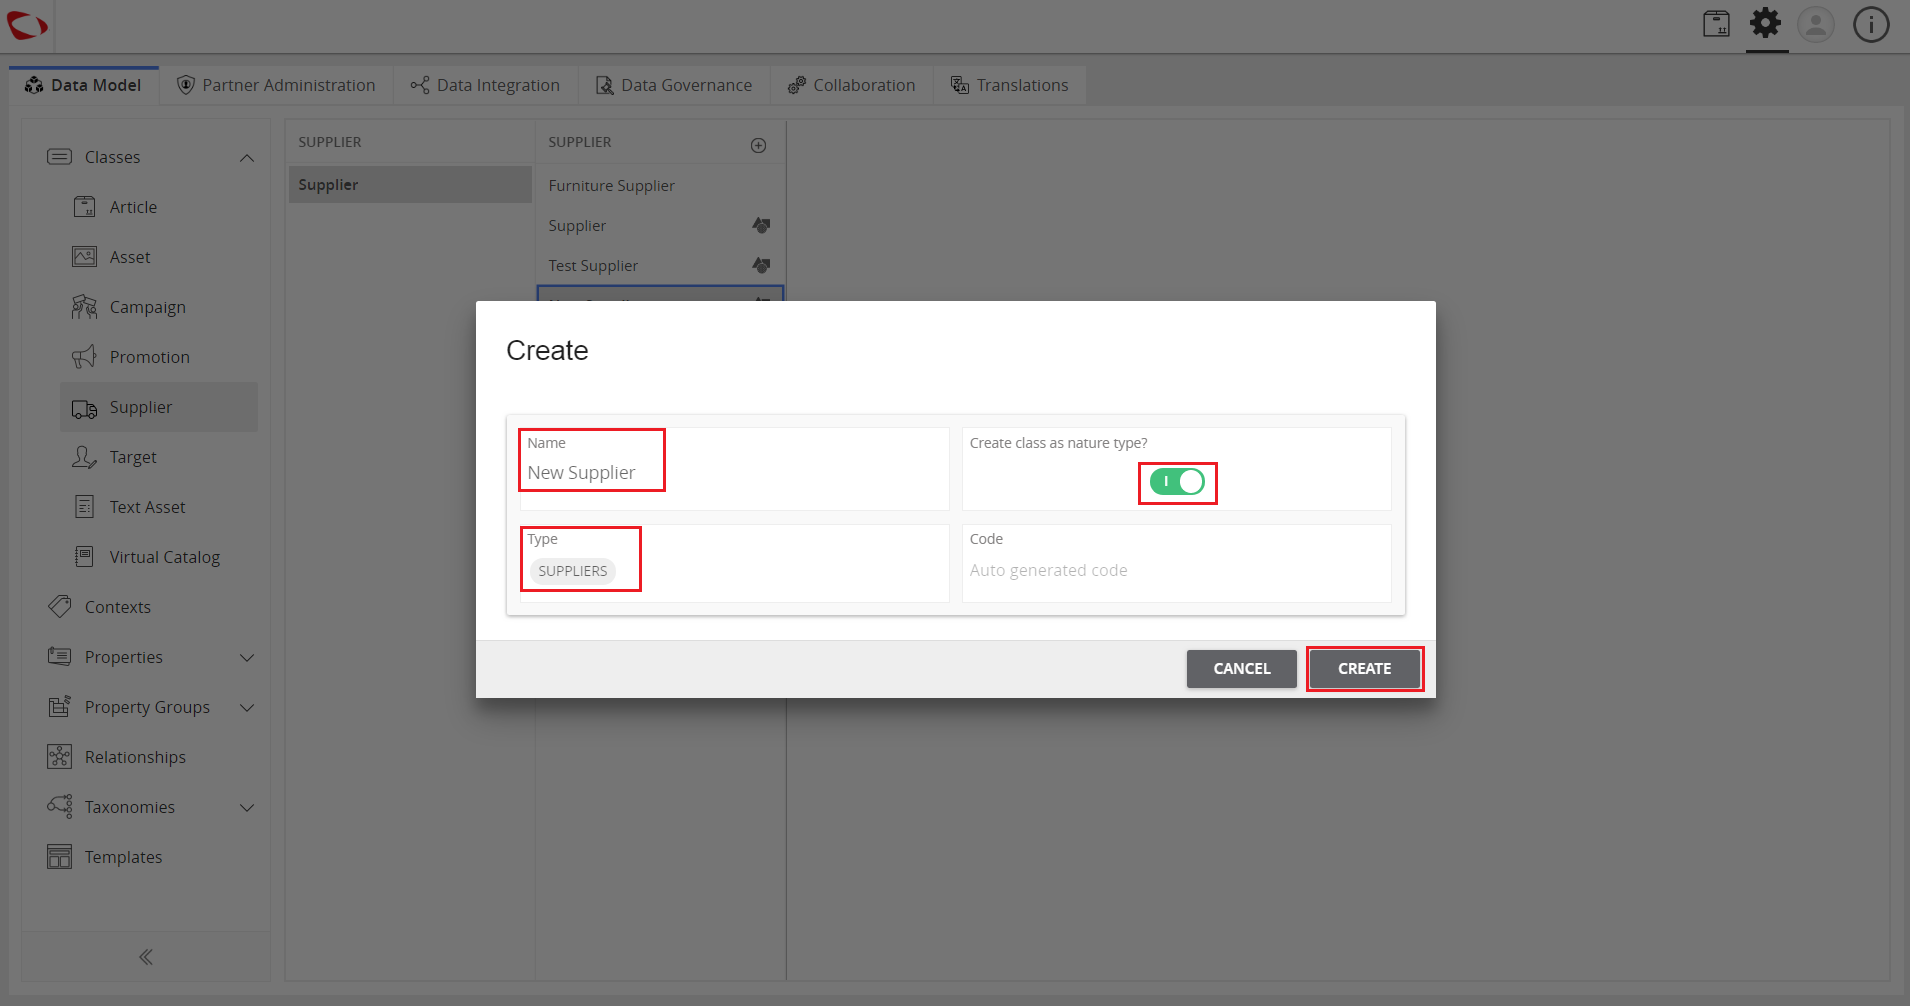 Data Model
Partner Administration
Data Integration
Data Governance
Collaboration
Translations
Classes
Article
Asset
Campaign
Promotion
Supplier
Target
Text Asset
Virtual Catalog
Contexts
Properties
Property Groups
Relationships
Taxonomies
Templates
SUPPLIER
Supplier
SUPPLIER
Furniture Supplier
Supplier
Test Supplier
Create
Name
New Supplier
Create class as nature type?
Type
SUPPLIERS
Code
Auto generated code
CANCEL
CREATE